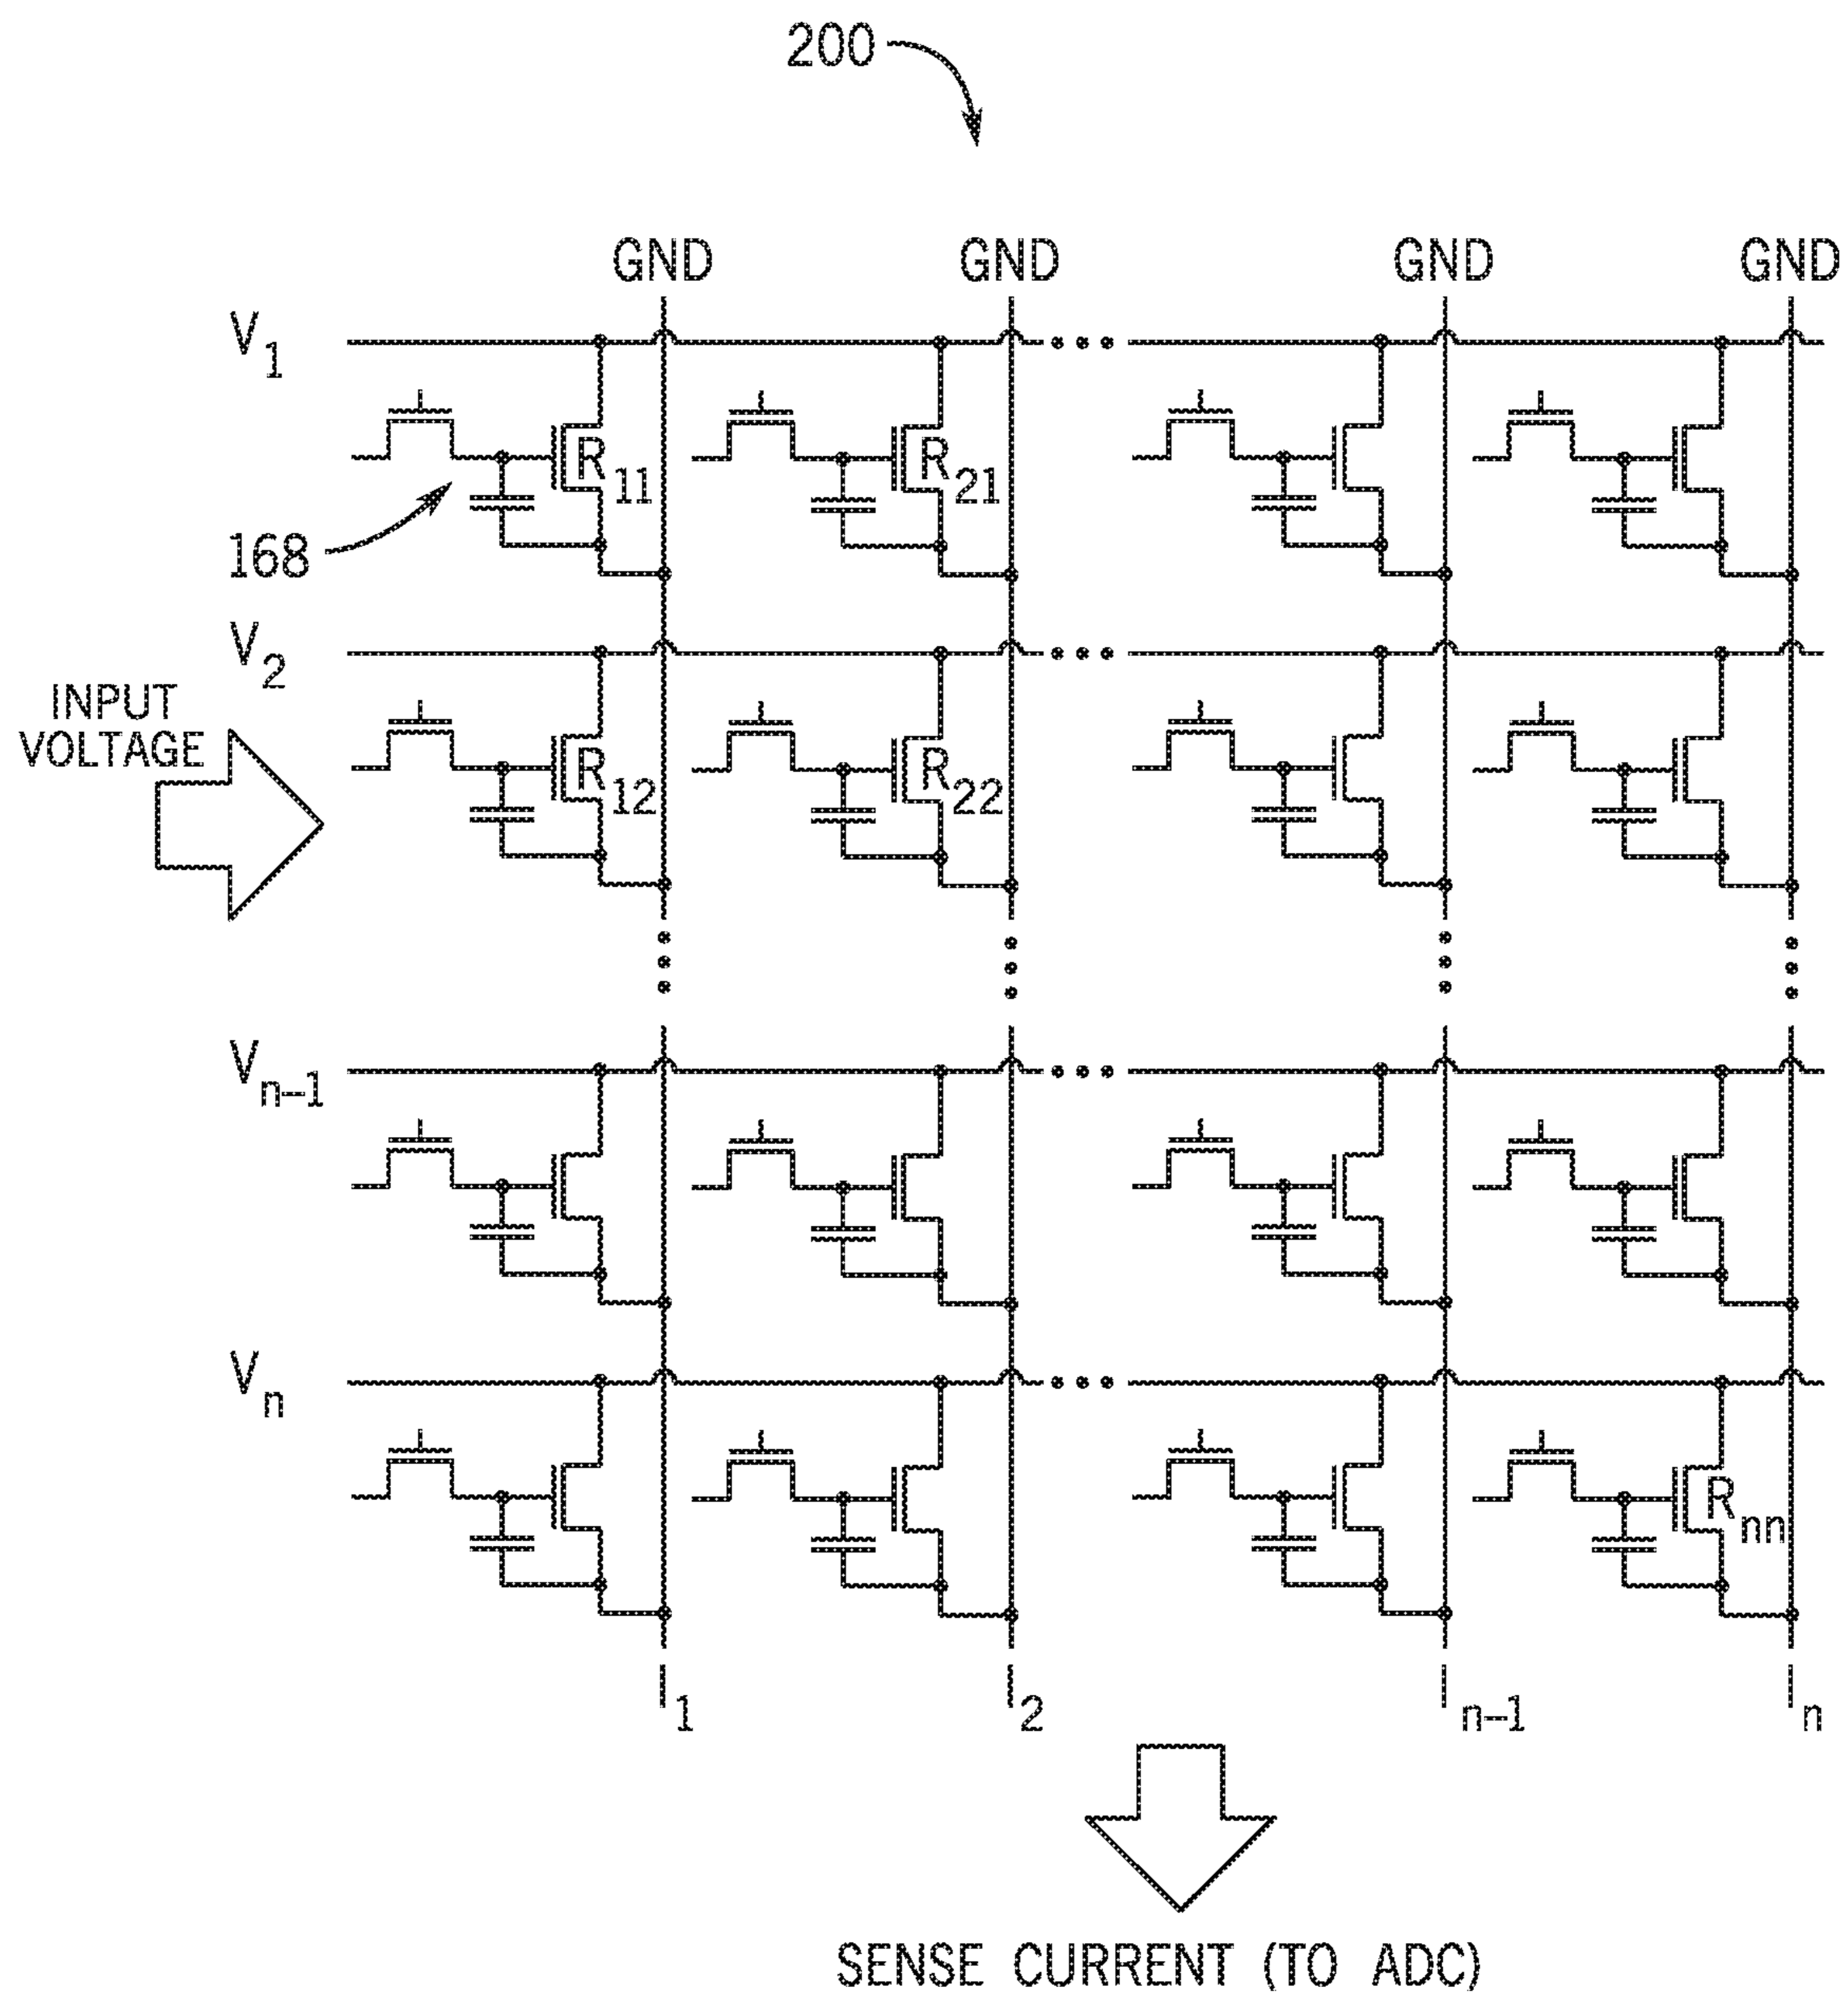 200
GND GND GND GND
V1
R11 R21
168
V2
INPUT
VOLTAGE
R12 R22
Vn-1
Vn
Rnn
I1 I2 In-1 In
SENSE CURRENT (TO ADC)